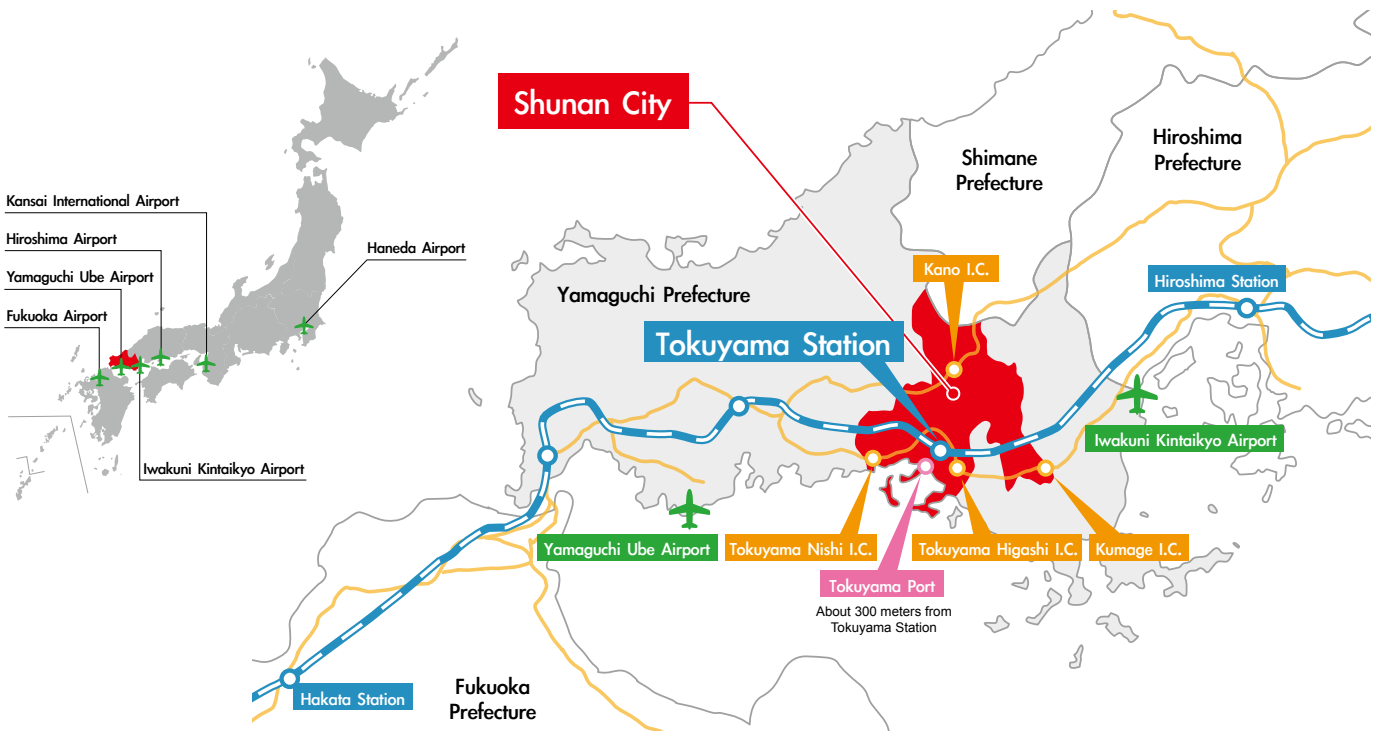 Kansai International Airport
Hiroshima Airport
Yamaguchi Ube Airport
Fukuoka Airport
Haneda Airport
Iwakuni Kintaikyo Airport
Shunan City
Shimane
Prefecture
Hiroshima
Prefecture
Kano I.C.
Hiroshima Station
Yamaguchi Prefecture
Tokuyama Station
Iwakuni Kintaikyo Airport
Yamaguchi Ube Airport
Tokuyama Nishi I.C.
Tokuyama Higashi I.C.
Kumage I.C.
Tokuyama Port
About 300 meters from
Tokuyama Station
Hakata Station
Fukuoka
Prefecture